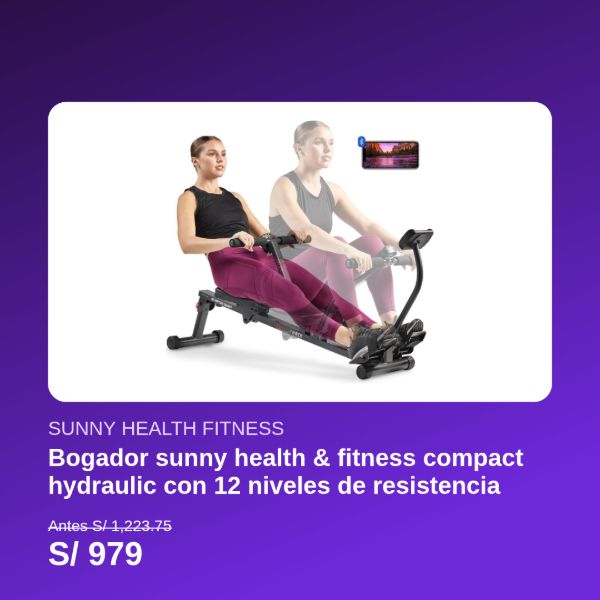 SUNNY HEALTH FITNESS
Bogador sunny health & fitness compact
hydraulic con 12 niveles de resistencia
Antes S/ 1,223.75
S/ 979